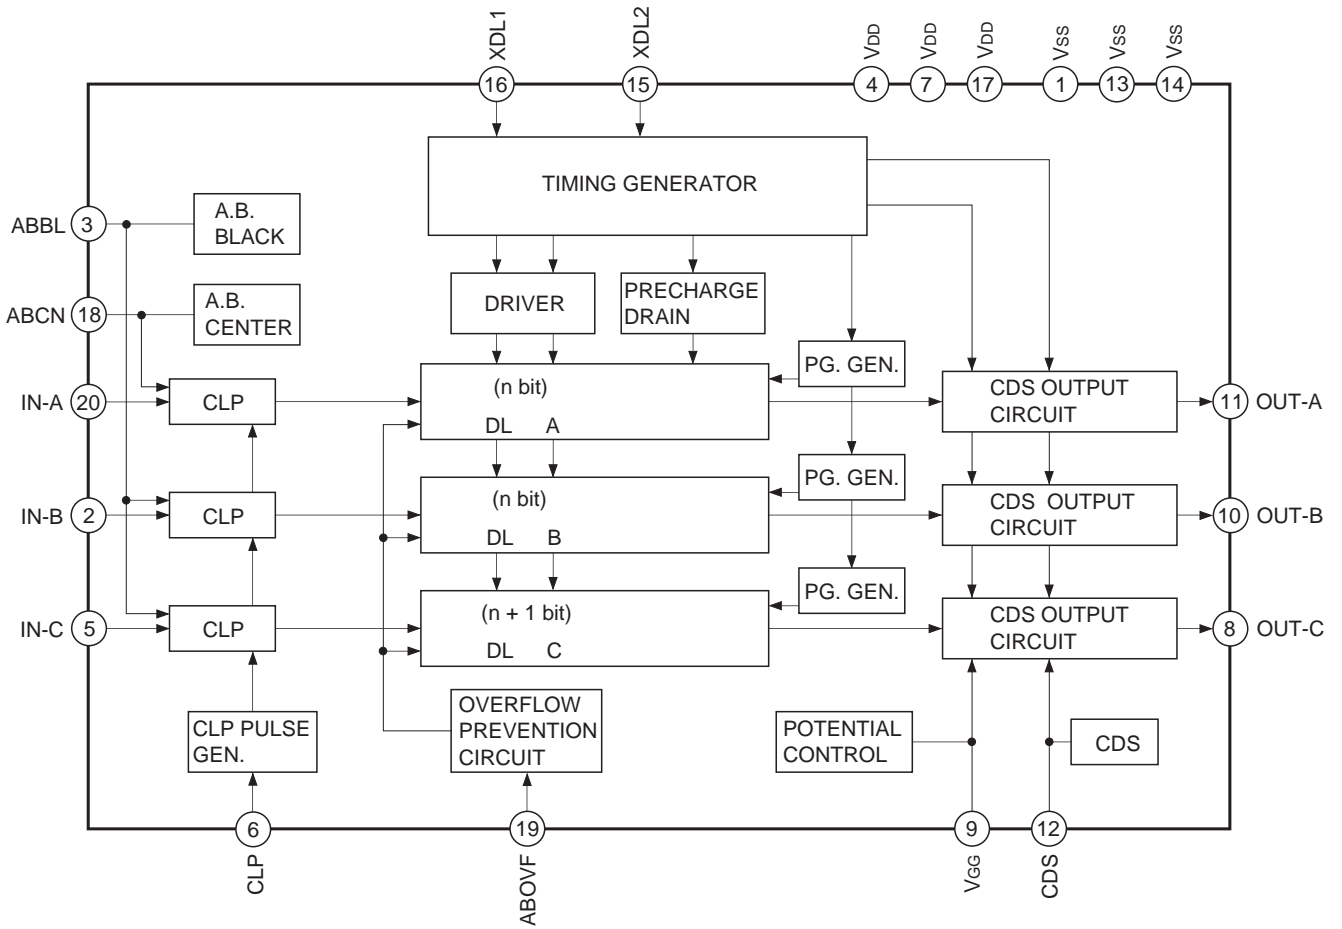 XDL1
XDL2
VDD
VDD
VDD
VSS
VSS
VSS
16
15
4
7
17
1
13
14
TIMING GENERATOR
ABBL
3
A.B.
BLACK
ABCN
18
A.B.
CENTER
DRIVER
PRECHARGE
DRAIN
PG. GEN.
IN-A
20
CLP
(n bit)
DL A
CDS OUTPUT
CIRCUIT
11
OUT-A
PG. GEN.
IN-B
2
CLP
(n bit)
DL B
CDS OUTPUT
CIRCUIT
10
OUT-B
PG. GEN.
IN-C
5
CLP
(n + 1 bit)
DL C
CDS OUTPUT
CIRCUIT
8
OUT-C
CLP PULSE
GEN.
OVERFLOW
PREVENTION
CIRCUIT
POTENTIAL
CONTROL
CDS
6
19
9
12
CLP
ABOVF
VGG
CDS